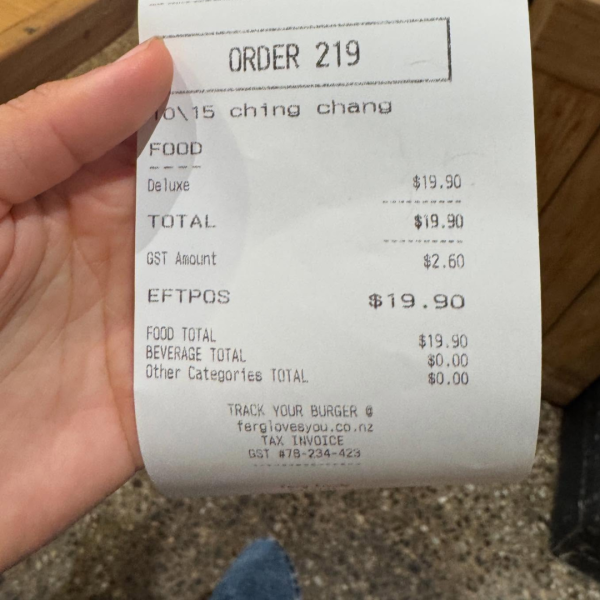 ORDER 219
10\15 ching chang
FOOD
Deluxe $19.90
TOTAL $19.90
GST Amount $2.60
EFTPOS $19.90
FOOD TOTAL $19.90
BEVERAGE TOTAL $0.00
Other Categories TOTAL $0.00
TRACK YOUR BURGER @
ferglovesyou.co.nz
TAX INVOICE
GST #78-234-423